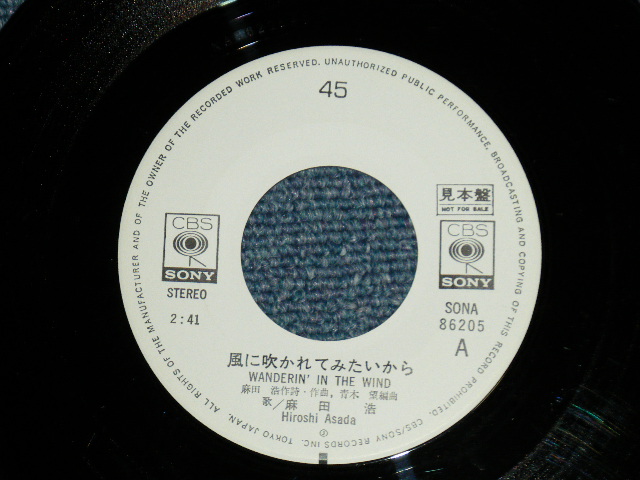 45
見本盤
NOT FOR SALE
CBS
SONY
STEREO
2:41
CBS
SONY
SONA
86205
A
風に吹かれてみたいから
WANDERIN' IN THE WIND
麻田 浩作詩・作曲, 青木 望編曲
歌/麻田 浩
Hiroshi Asada
Ⓟ
ALL RIGHTS OF THE MANUFACTURER AND OF THE OWNER OF THE RECORDED WORK RESERVED. UNAUTHORIZED PUBLIC PERFORMANCE, BROADCASTING AND COPYING OF THIS RECORD PROHIBITED. CBS/SONY RECORDS INC. TOKYO JAPAN.